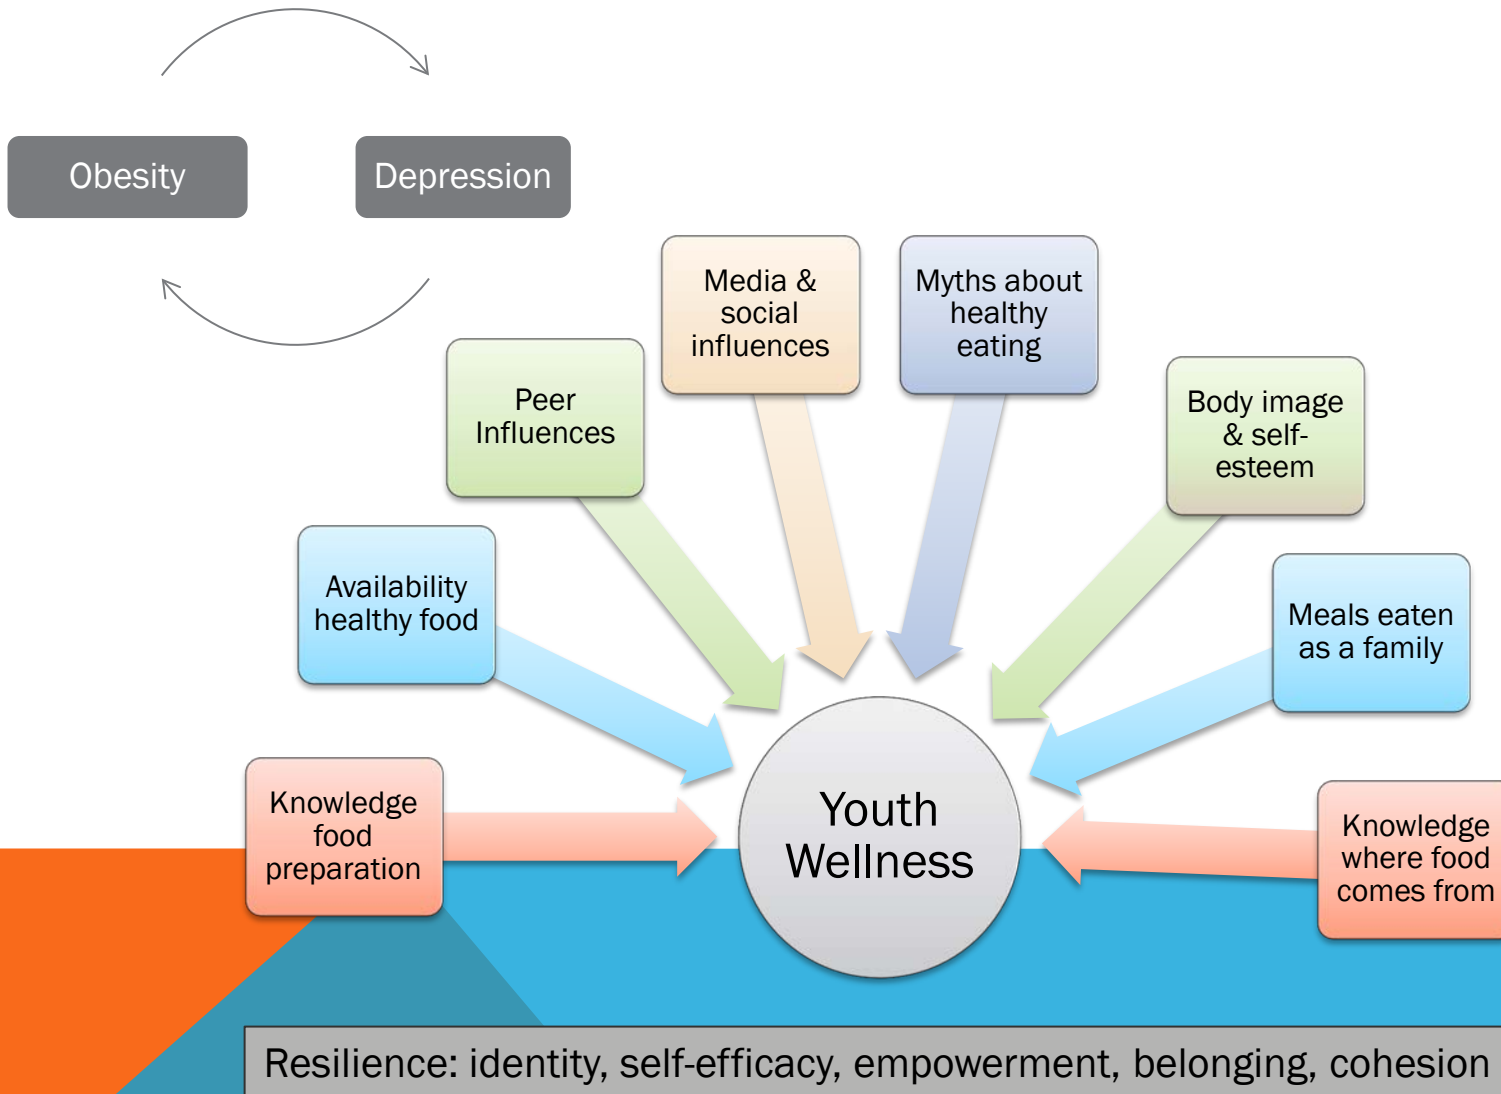 Obesity
Depression
Media &
social
influences
Myths about
healthy
eating
Peer
Influences
Body image
& self-
esteem
Availability
healthy food
Meals eaten
as a family
Knowledge
food
preparation
Youth
Wellness
Knowledge
where food
comes from
Resilience: identity, self-efficacy, empowerment, belonging, cohesion